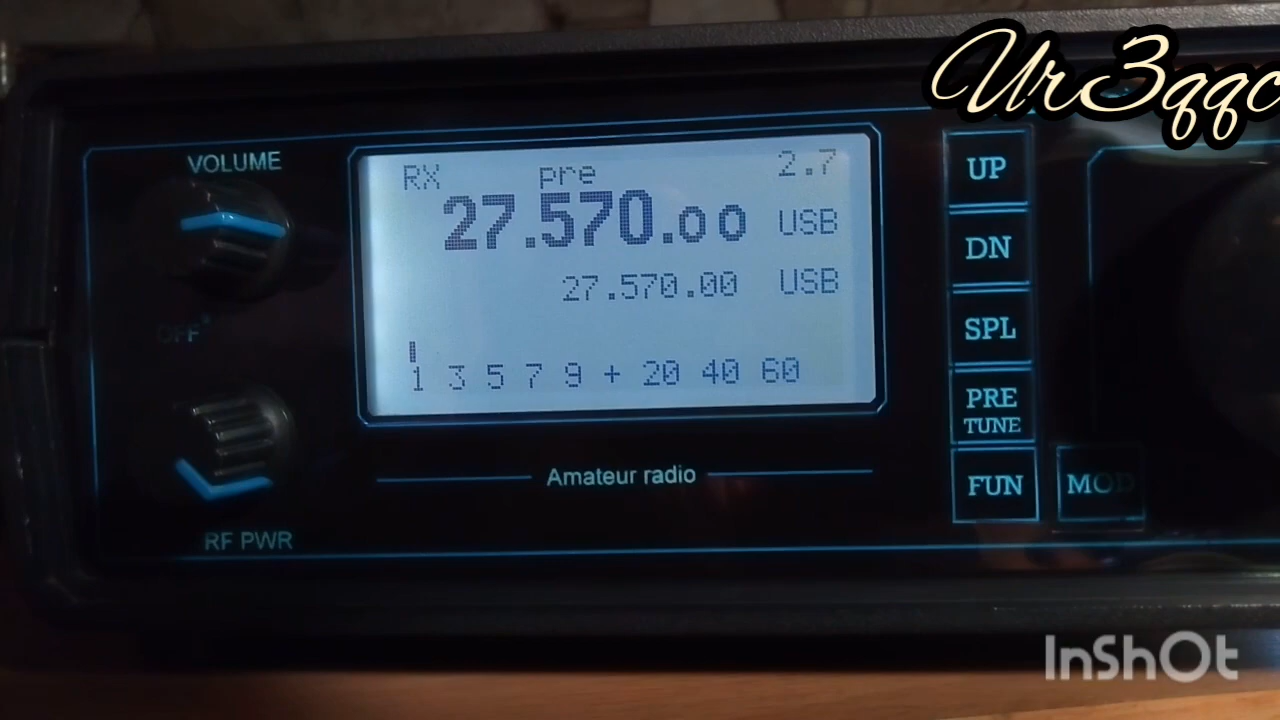 Ur3qqc
VOLUME
OFF
RF PWR
RX pre 2.7
27.570.00 USB
27.570.00 USB
1 3 5 7 9 + 20 40 60
Amateur radio
UP
DN
SPL
PRE
TUNE
FUN
MOD
InShOt